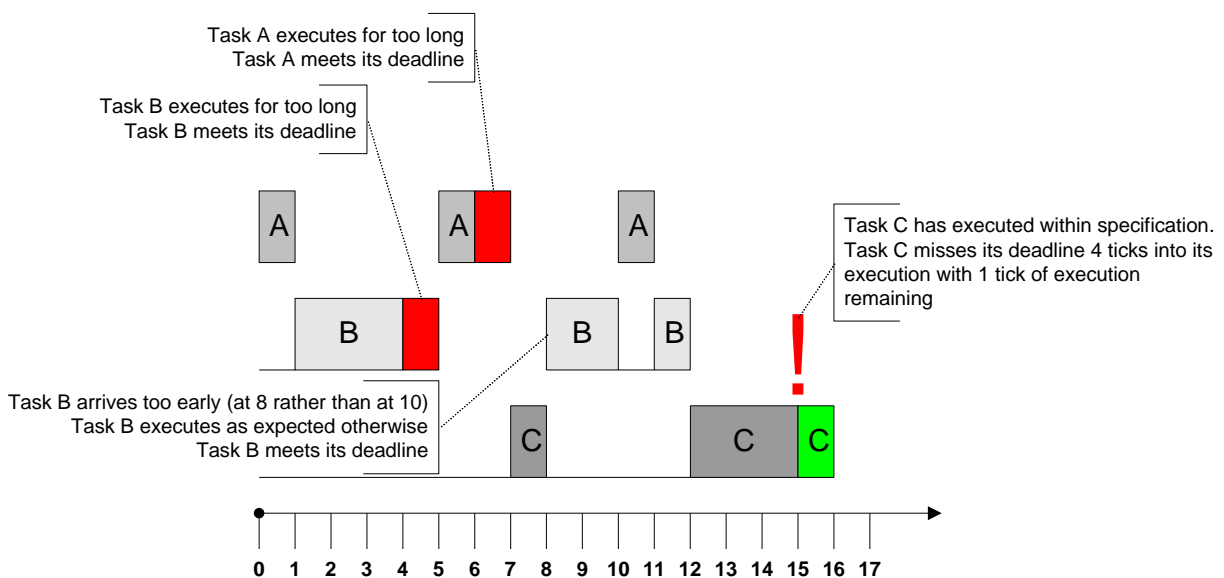 Task A executes for too long
Task A meets its deadline
Task B executes for too long
Task B meets its deadline
A
A
A
Task C has executed within specification.
Task C misses its deadline 4 ticks into its
execution with 1 tick of execution
remaining
B
B
B
!
Task B arrives too early (at 8 rather than at 10)
Task B executes as expected otherwise
Task B meets its deadline
C
C
C
0 1 2 3 4 5 6 7 8 9 10 11 12 13 14 15 16 17